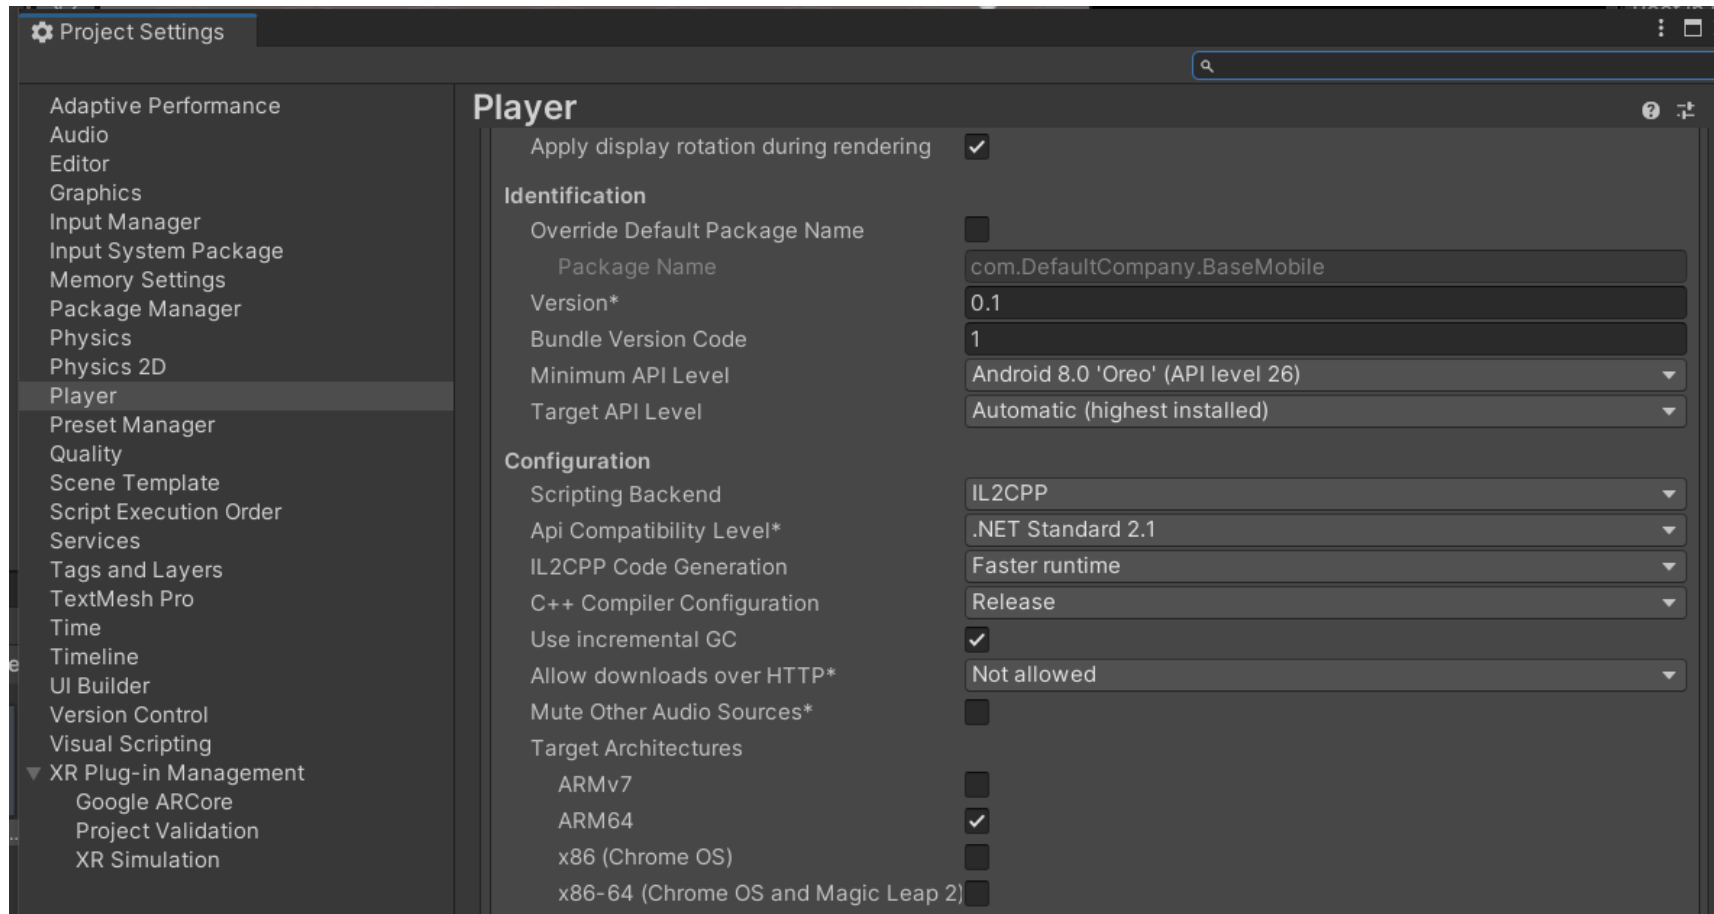 Project Settings
Adaptive Performance
Audio
Editor
Graphics
Input Manager
Input System Package
Memory Settings
Package Manager
Physics
Physics 2D
Player
Preset Manager
Quality
Scene Template
Script Execution Order
Services
Tags and Layers
TextMesh Pro
Time
Timeline
UI Builder
Version Control
Visual Scripting
XR Plug-in Management
Google ARCore
Project Validation
XR Simulation
Player
Apply display rotation during rendering
Identification
Override Default Package Name
Package Name com.DefaultCompany.BaseMobile
Version* 0.1
Bundle Version Code 1
Minimum API Level Android 8.0 'Oreo' (API level 26)
Target API Level Automatic (highest installed)
Configuration
Scripting Backend IL2CPP
Api Compatibility Level* .NET Standard 2.1
IL2CPP Code Generation Faster runtime
C++ Compiler Configuration Release
Use incremental GC
Allow downloads over HTTP* Not allowed
Mute Other Audio Sources*
Target Architectures
ARMv7
ARM64
x86 (Chrome OS)
x86-64 (Chrome OS and Magic Leap 2)